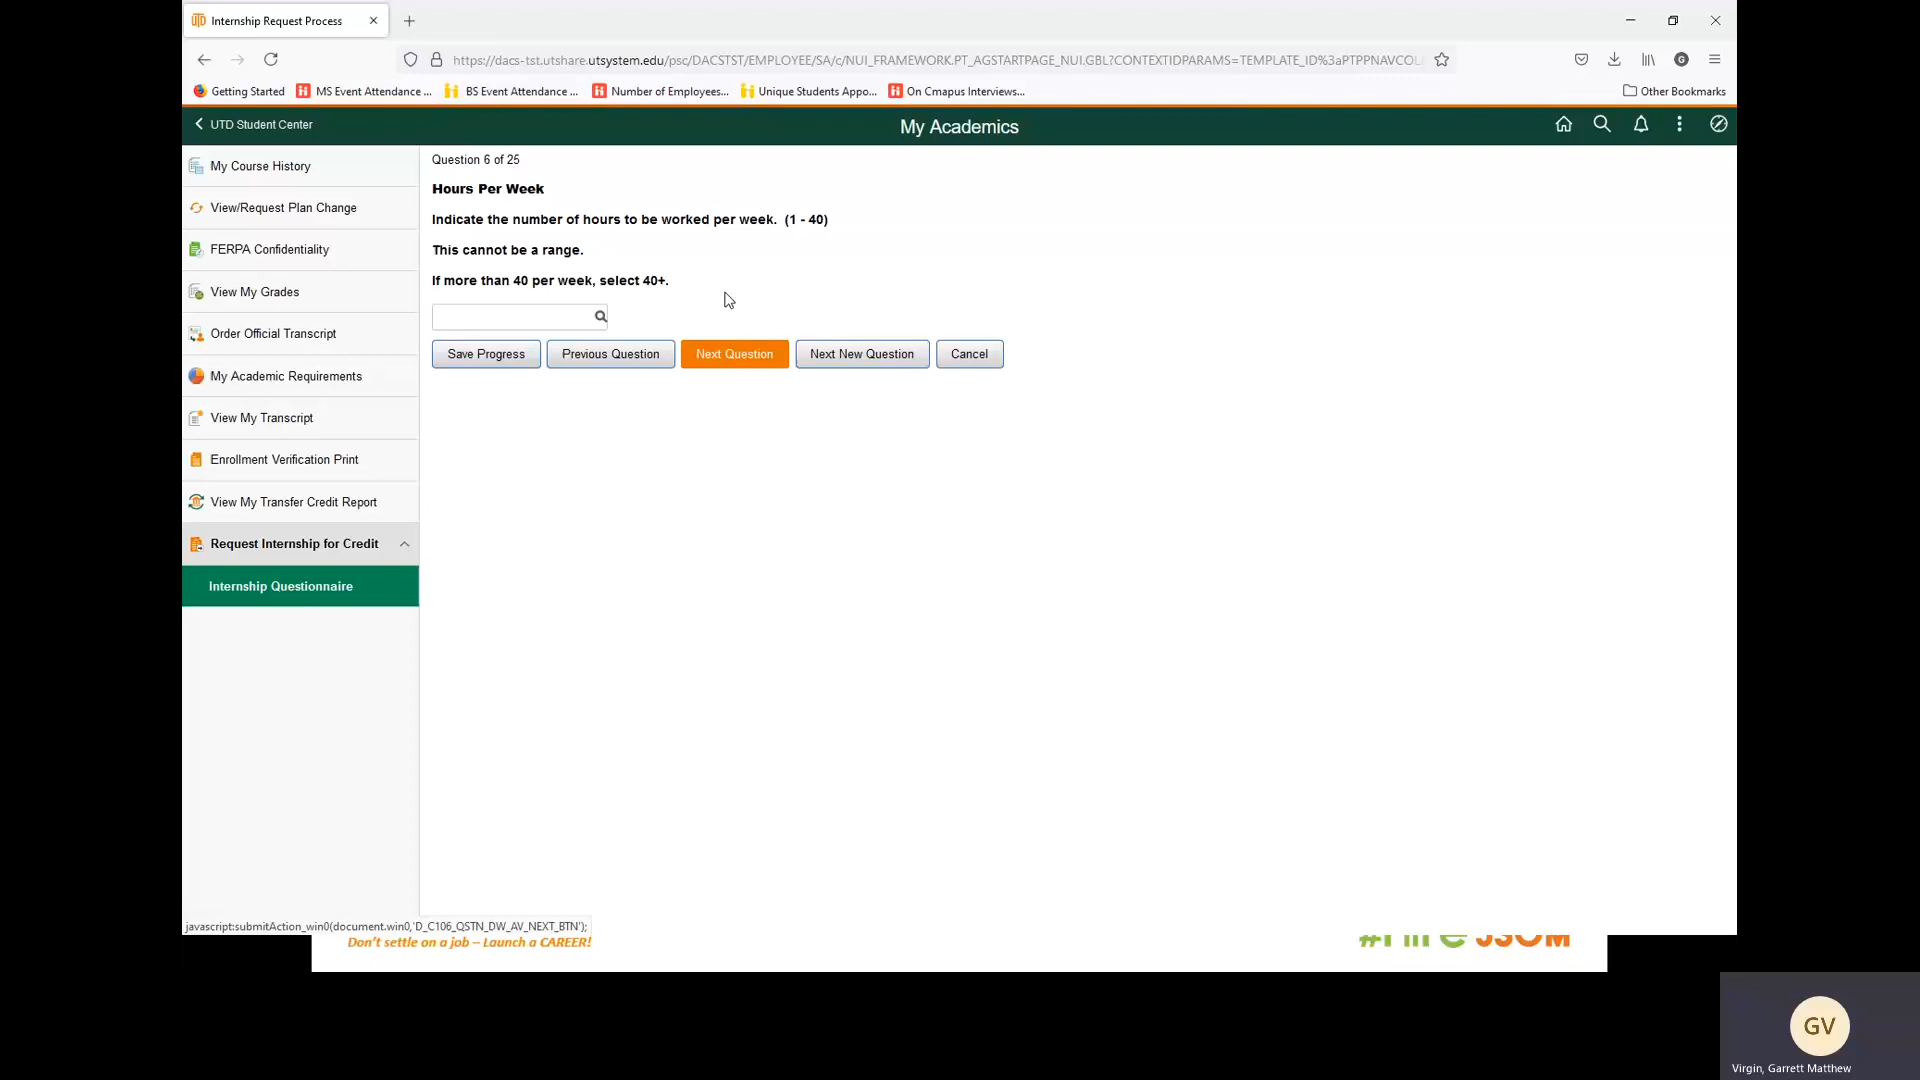 Internship Request Process
https://dacs-tst.utshare.utsystem.edu/psc/DACSTST/EMPLOYEE/SA/c/NUI_FRAMEWORK.PT_AGSTARTPAGE_NUI.GBL?CONTEXTIDPARAMS=TEMPLATE_ID%3aPTPPNAVCOL
Getting Started
MS Event Attendance ...
BS Event Attendance ...
Number of Employees...
Unique Students Appo...
On Cmapus Interviews...
Other Bookmarks
UTD Student Center
My Academics
My Course History
View/Request Plan Change
FERPA Confidentiality
View My Grades
Order Official Transcript
My Academic Requirements
View My Transcript
Enrollment Verification Print
View My Transfer Credit Report
Request Internship for Credit
Internship Questionnaire
Question 6 of 25
Hours Per Week
Indicate the number of hours to be worked per week. (1 - 40)
This cannot be a range.
If more than 40 per week, select 40+.
Save Progress
Previous Question
Next Question
Next New Question
Cancel
javascript:submitAction_win0(document.win0,'D_C106_QSTN_DW_AV_NEXT_BTN');
Don't settle on a job – Launch a CAREER!
GV
Virgin, Garrett Matthew